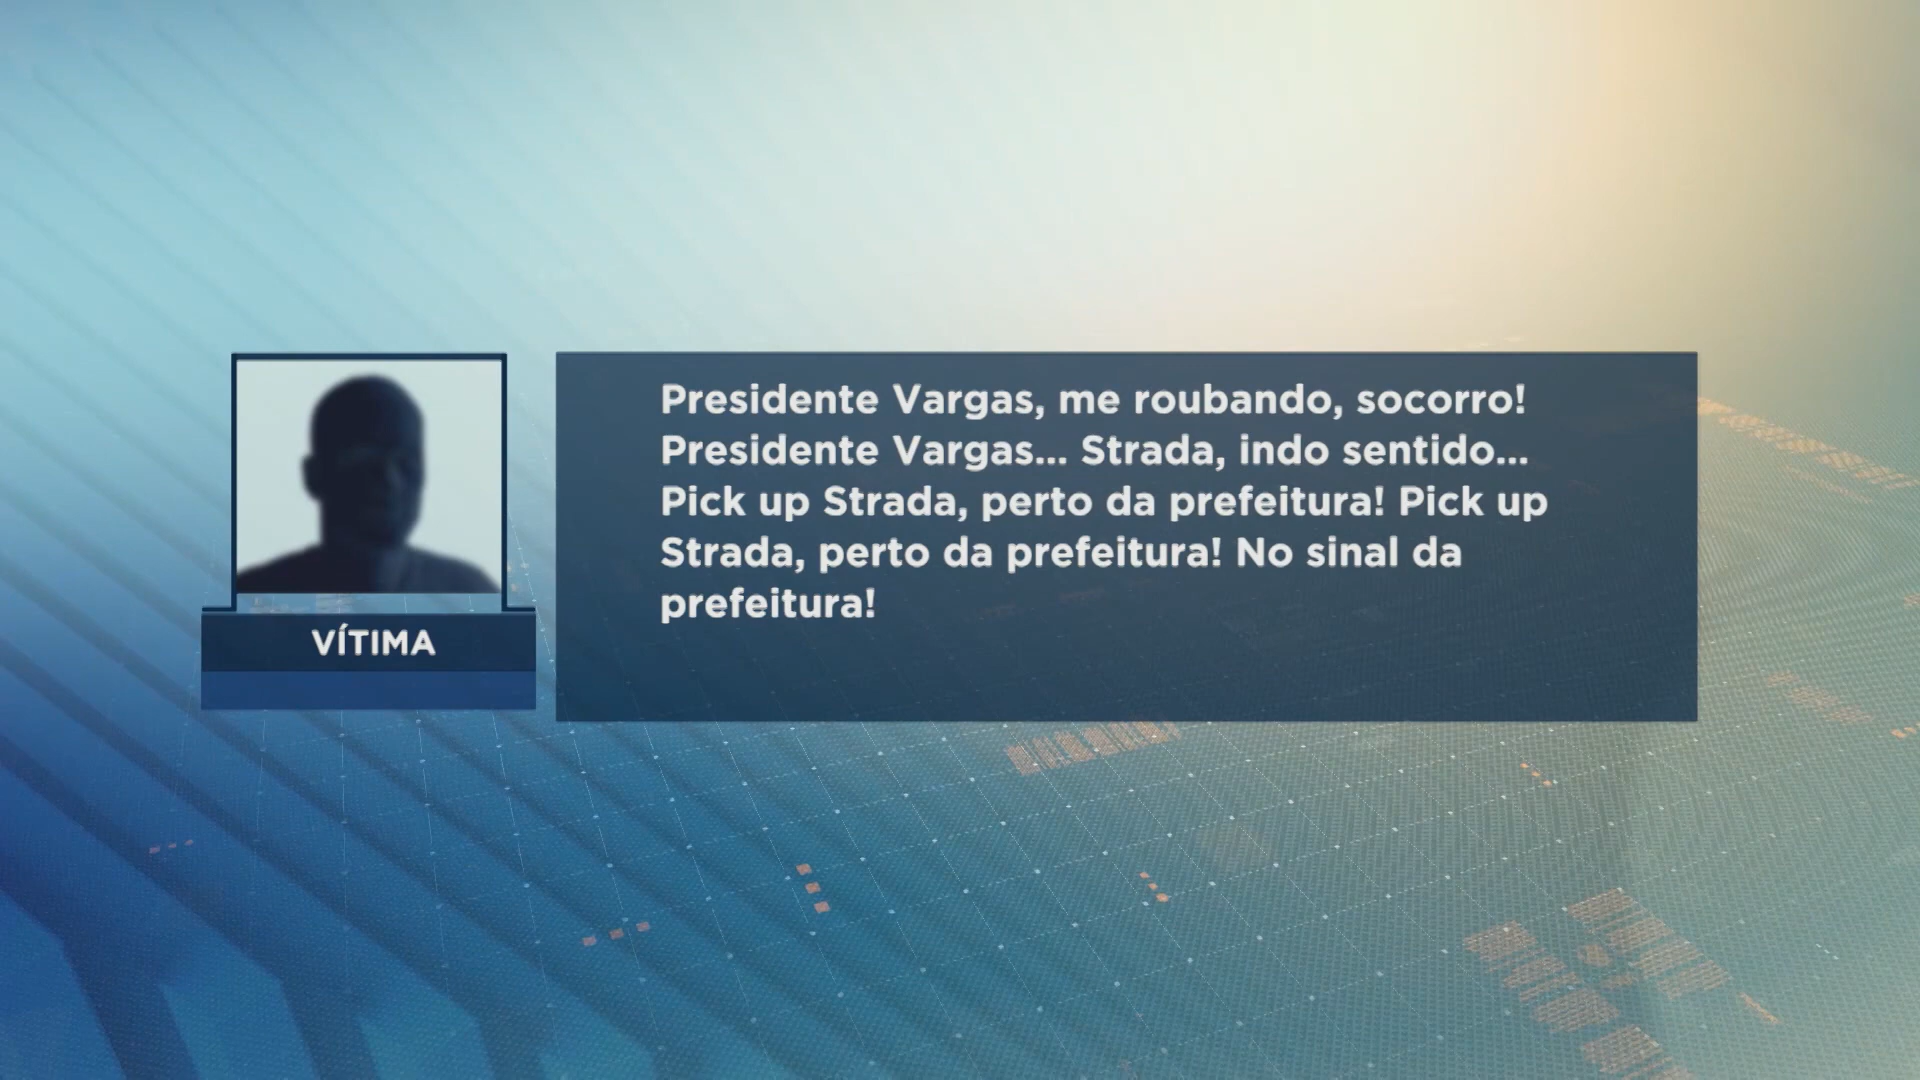 Presidente Vargas, me roubando, socorro!
Presidente Vargas... Strada, indo sentido...
Pick up Strada, perto da prefeitura! Pick up
Strada, perto da prefeitura! No sinal da
prefeitura!
VÍTIMA